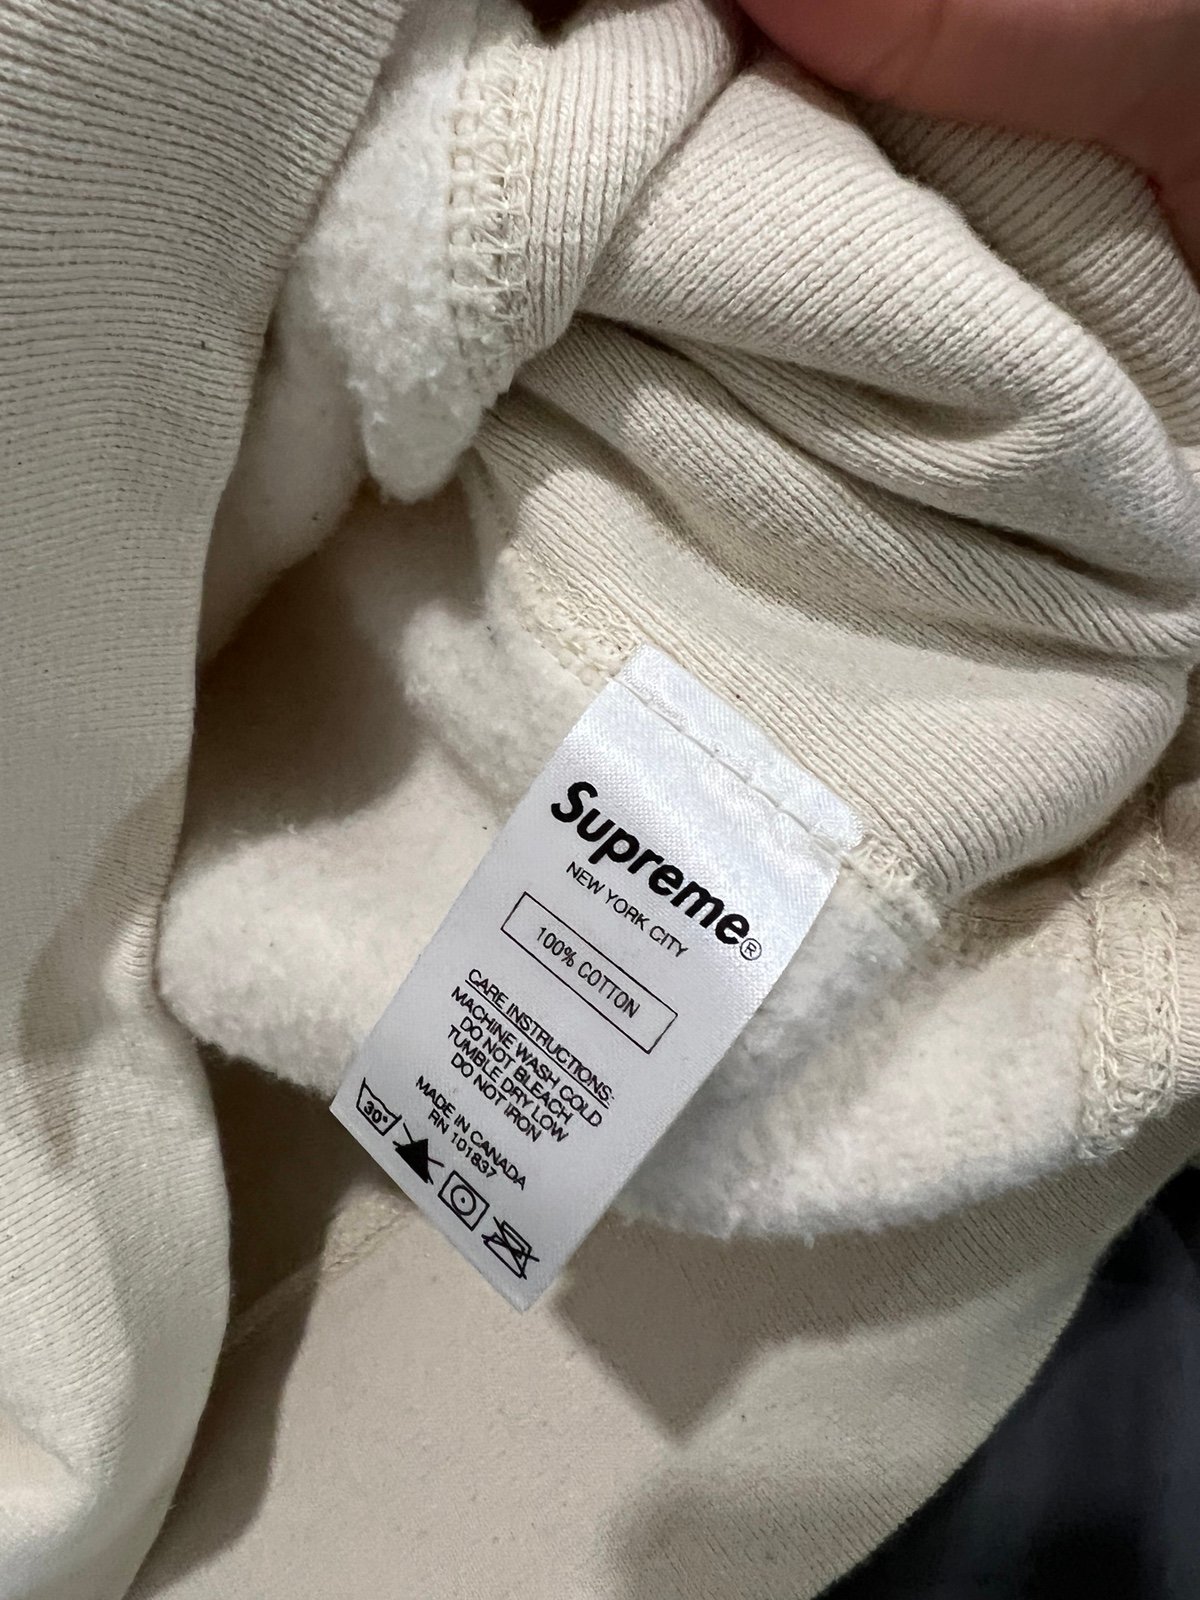 Supreme®
NEW YORK CITY
100% COTTON
CARE INSTRUCTIONS:
MACHINE WASH COLD
DO NOT BLEACH
TUMBLE DRY LOW
DO NOT IRON
MADE IN CANADA
RN 101837
30°